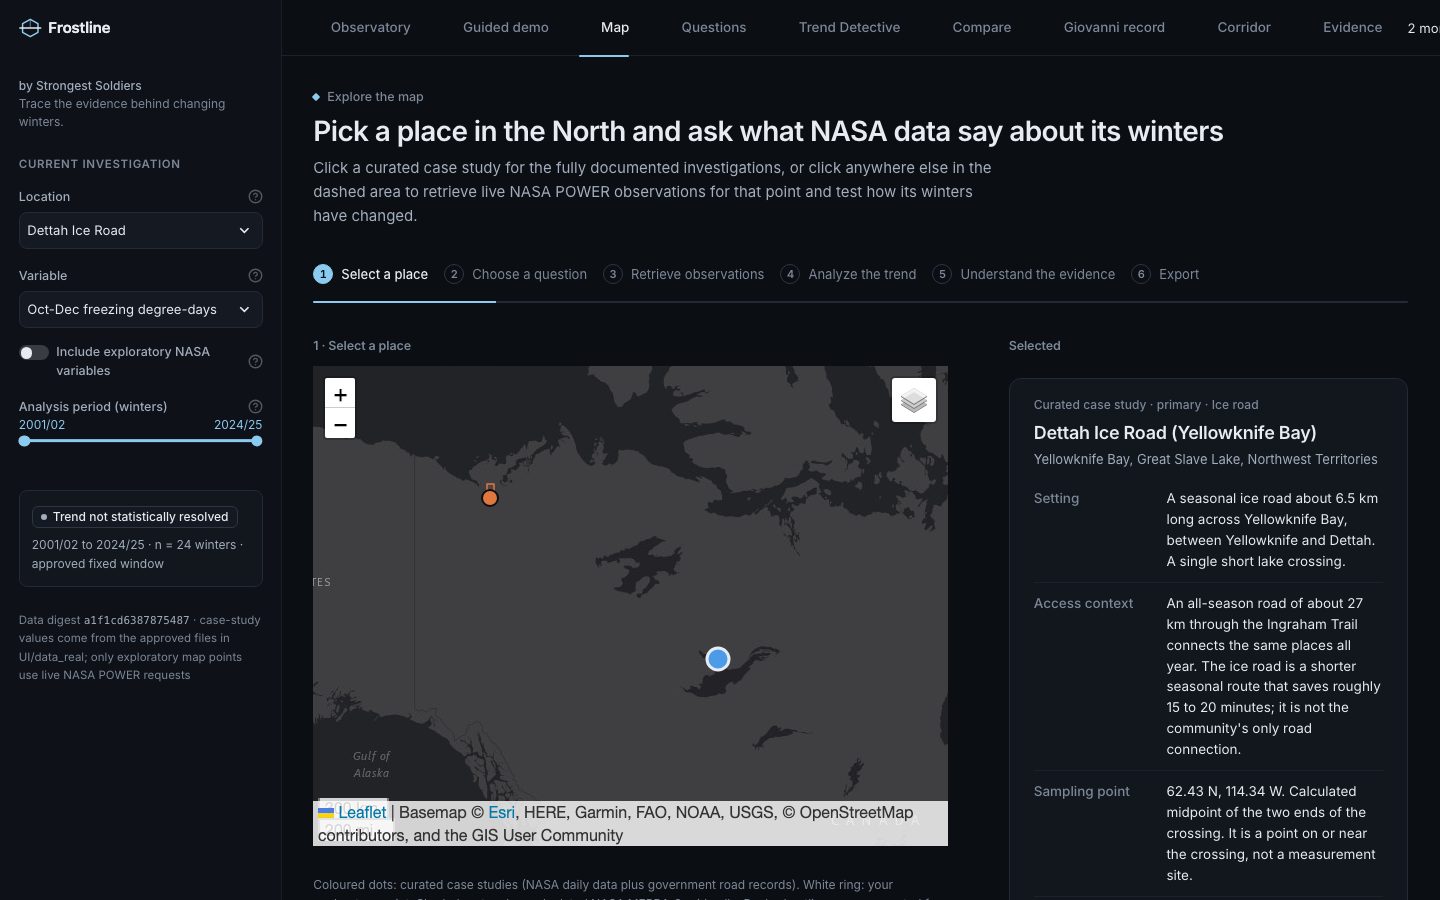 Frostline
Observatory
Guided demo
Map
Questions
Trend Detective
Compare
Giovanni record
Corridor
Evidence
2 mo
by Strongest Soldiers
Trace the evidence behind changing
winters.
CURRENT INVESTIGATION
Location
Dettah Ice Road
Variable
Oct-Dec freezing degree-days
Include exploratory NASA
variables
Analysis period (winters)
2001/02
2024/25
Trend not statistically resolved
2001/02 to 2024/25 · n = 24 winters ·
approved fixed window
Data digest a1f1cd6387875487 · case-study
values come from the approved files in
UI/data_real; only exploratory map points
use live NASA POWER requests
Explore the map
Pick a place in the North and ask what NASA data say about its winters
Click a curated case study for the fully documented investigations, or click anywhere else in the
dashed area to retrieve live NASA POWER observations for that point and test how its winters
have changed.
1 Select a place
2 Choose a question
3 Retrieve observations
4 Analyze the trend
5 Understand the evidence
6 Export
1 · Select a place
+
−
TES
Gulf of
Alaska
Leaflet | Basemap © Esri, HERE, Garmin, FAO, NOAA, USGS, © OpenStreetMap
contributors, and the GIS User Community
Coloured dots: curated case studies (NASA daily data plus government road records). White ring: your
Selected
Curated case study · primary · Ice road
Dettah Ice Road (Yellowknife Bay)
Yellowknife Bay, Great Slave Lake, Northwest Territories
Setting
A seasonal ice road about 6.5 km
long across Yellowknife Bay,
between Yellowknife and Dettah.
A single short lake crossing.
Access context
An all-season road of about 27
km through the Ingraham Trail
connects the same places all
year. The ice road is a shorter
seasonal route that saves roughly
15 to 20 minutes; it is not the
community's only road
connection.
Sampling point
62.43 N, 114.34 W. Calculated
midpoint of the two ends of the
crossing. It is a point on or near
the crossing, not a measurement
site.